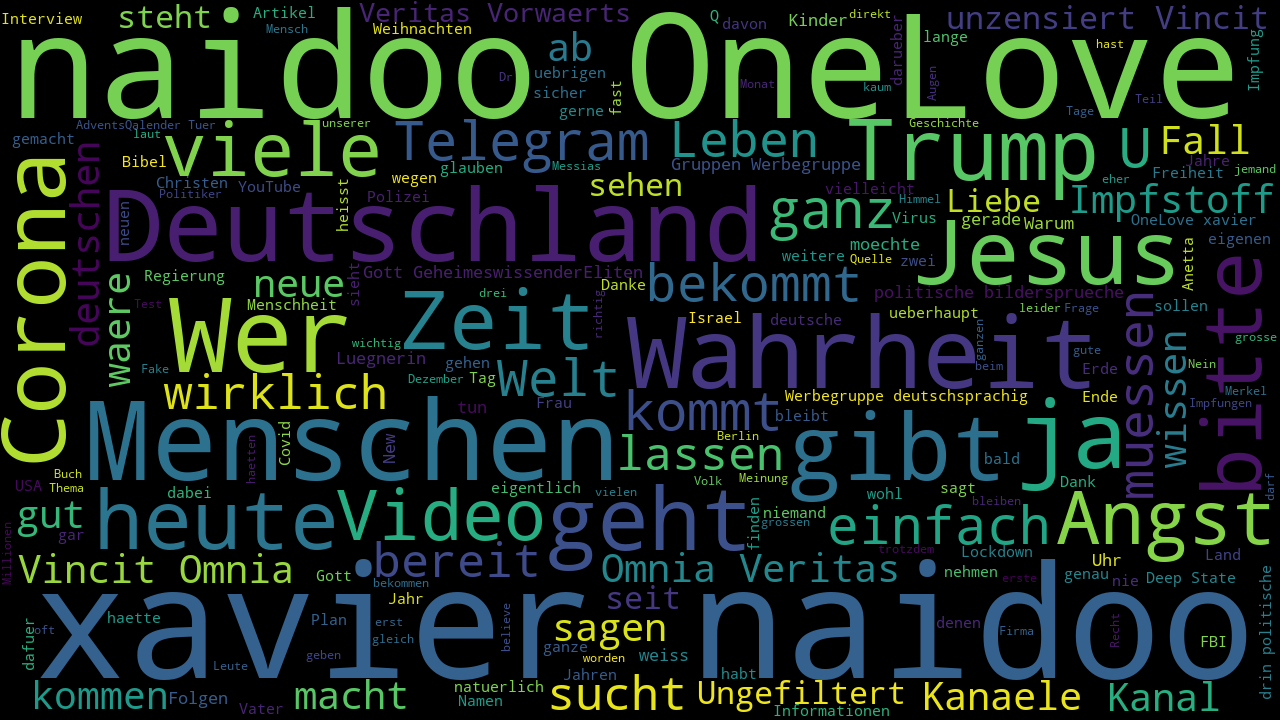 Interview steht Artikel Veritas Vorwaerts Q davon Kinder direkt unzensiert Vincit
Mensch Weihnachten
naidoo OneLove
ab uebrigen sicher gerne fast Dr Monat kaum darueber lange Augen hast Tage Teil Impfung
gemacht AdventsQalender Tuer laut unserer Geschichte
viele Telegram Leben Trump U Fall
Bibel wegen glauben Messias Gruppen Werbegruppe eher Jahre Freiheit jemand
Christen YouTube Politiker heisst Polizei sehen vielleicht Himmel
Corona deutschen neuen Deutschland ganz Virus Liebe Impfstoff
gerade Warum OneLove xavier
moechte weitere Quelle zwei Jesus Anetta eigenen
Regierung neue sieht Gott GeheimeswissenderEliten Danke bekommt
waere Test Menschheit drei richtig Israel deutsche politische bildersprueche sollen
Wer Zeit Wahrheit ueberhaupt leider Frage grosse
wichtig Luegnerin gehen ganzen beim gute Erde Nein
Fake wirklich Dezember Tag Welt Werbegruppe deutschsprachig Ende Merkel
tun Frau kommt bleibt muessen Wissen Impfungen bitte
Menschen Covid New Berlin gibt ja
haetten lassen bald
Buch USA Thema dabei eigentlich vielen Volk Meinung wohl sagt Dank darf
gut heute Video geht niemand bleiben einfach Angst
gar finden grossen
Millionen Vincit Omnia Gott bereit Omnia Veritas trotzdem Lockdown Uhr Land
bekommen nehmen erste genau nie Deep State
xavier naidoo
Jahr seit
dafuer haette oft Plan erst gleich believe sagen denen Firma Recht FBI drin politische
Leute geben ganze worden weiss
Jahren habt
kommen Folgen Vater macht natuerlich Namen sucht Ungefiltert Informationen Kanaele Kanal